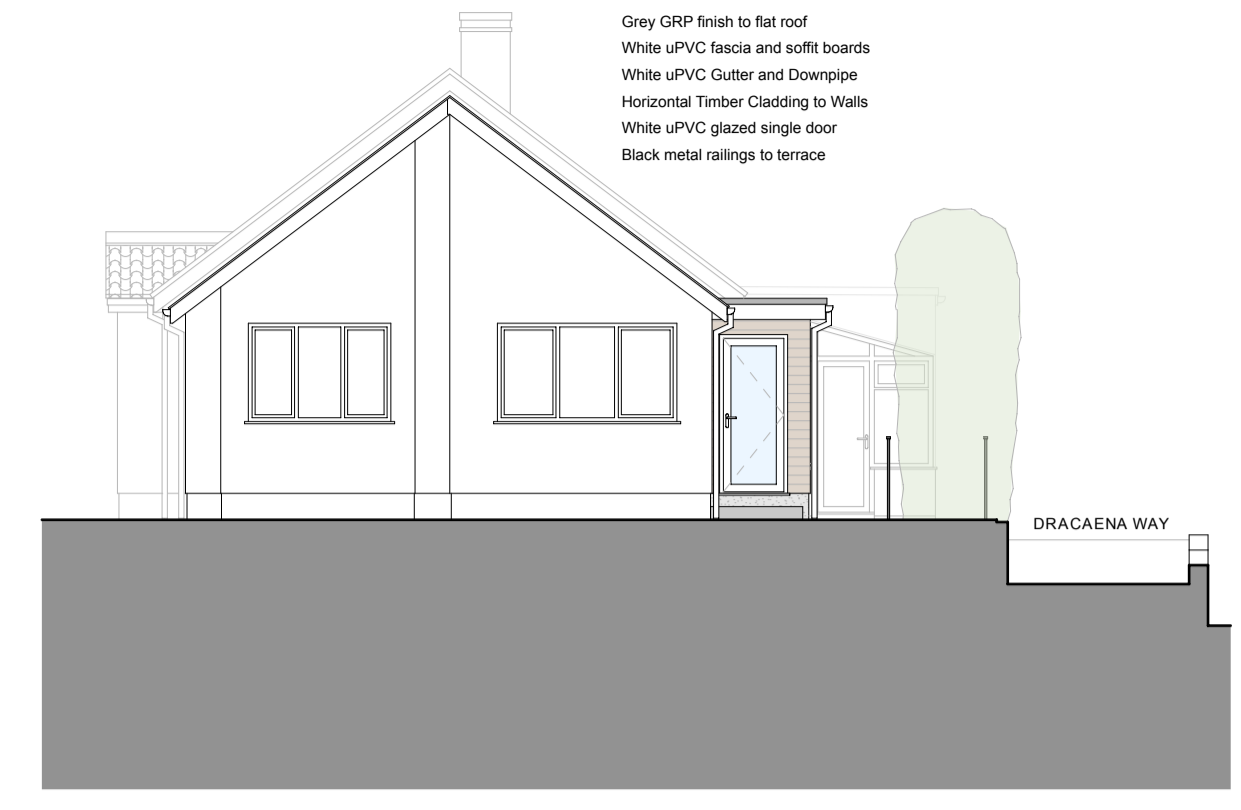 Grey GRP finish to flat roof
White uPVC fascia and soffit boards
White uPVC Gutter and Downpipe
Horizontal Timber Cladding to Walls
White uPVC glazed single door
Black metal railings to terrace
DRACAENA WAY